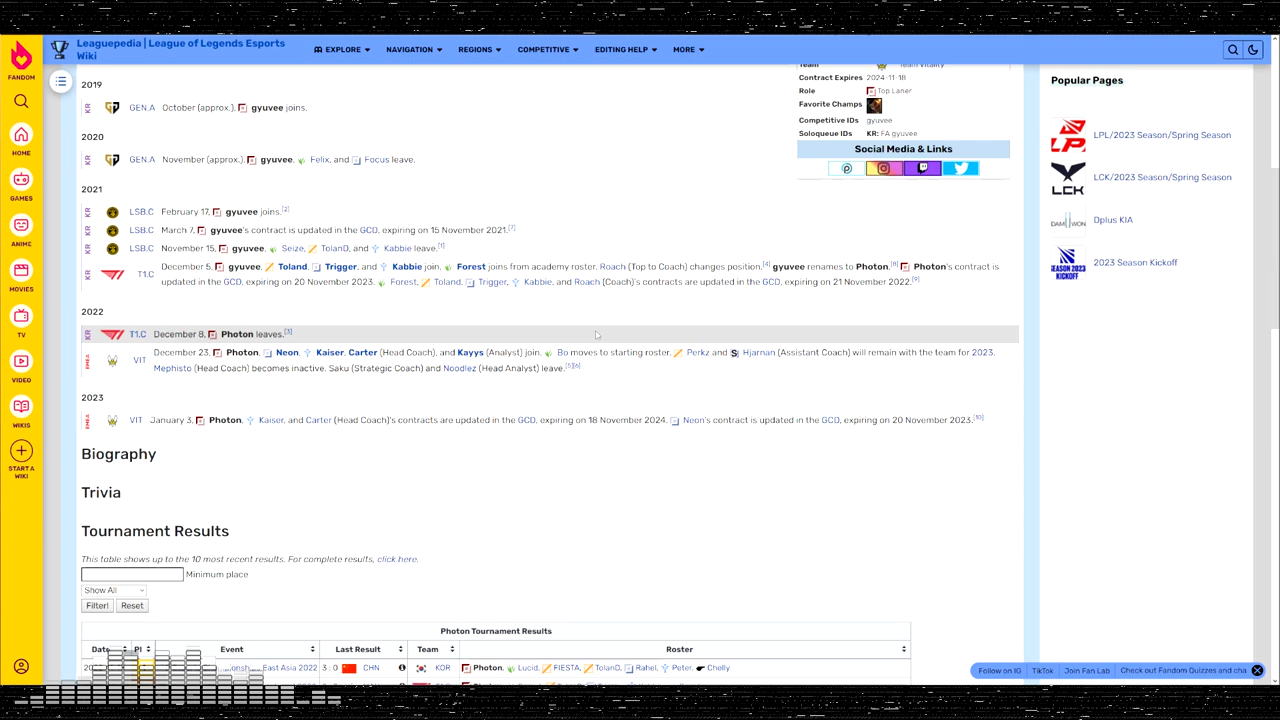 Leaguepedia | League of Legends Esports
Wiki
EXPLORE
NAVIGATION
REGIONS
COMPETITIVE
EDITING HELP
MORE
FANDOM
HOME
GAMES
ANIME
MOVIES
TV
VIDEO
WIKIS
START A
WIKI
Contract Expires 2024-11-18
Role Top Laner
Favorite Champs
Competitive IDs gyuvee
Soloqueue IDs KR: FA gyuvee
Social Media & Links
2019
KR GEN.A October (approx.), gyuvee joins.
2020
KR GEN.A November (approx.), gyuvee, Felix, and Focus leave.
2021
KR LSB.C February 17, gyuvee joins.[2]
KR LSB.C March 7, gyuvee's contract is updated in the GCD, expiring on 15 November 2021.[7]
KR LSB.C November 15, gyuvee, Seize, TolanD, and Kabbie leave.[1]
KR T1.C December 5, gyuvee, Toland, Trigger, and Kabbie join, Forest joins from academy roster, Roach (Top to Coach) changes position.[4] gyuvee renames to Photon.[8] Photon's contract is
updated in the GCD, expiring on 20 November 2023. Forest, Toland, Trigger, Kabbie, and Roach (Coach)'s contracts are updated in the GCD, expiring on 21 November 2022.[9]
2022
KR T1.C December 8, Photon leaves.[3]
VIT December 23, Photon, Neon, Kaiser, Carter (Head Coach), and Kayys (Analyst) join, Bo moves to starting roster, Perkz and Hjarnan (Assistant Coach) will remain with the team for 2023.
Mephisto (Head Coach) becomes inactive. Saku (Strategic Coach) and Noodlez (Head Analyst) leave.[5][6]
2023
VIT January 3, Photon, Kaiser, and Carter (Head Coach)'s contracts are updated in the GCD, expiring on 18 November 2024. Neon's contract is updated in the GCD, expiring on 20 November 2023.[10]
Biography
Trivia
Tournament Results
This table shows up to the 10 most recent results. For complete results, click here.
Minimum place
Show All
Filter! Reset
Photon Tournament Results
Date Pl Event Last Result Team Roster
East Asia 2022 3 : 0 CHN KOR Photon, Lucid, FIESTA, TolanD, Rahel, Peter, Cholly
Popular Pages
LPL/2023 Season/Spring Season
LCK/2023 Season/Spring Season
Dplus KIA
2023 Season Kickoff
Follow on IG TikTok Join Fan Lab Check out Fandom Quizzes and cha